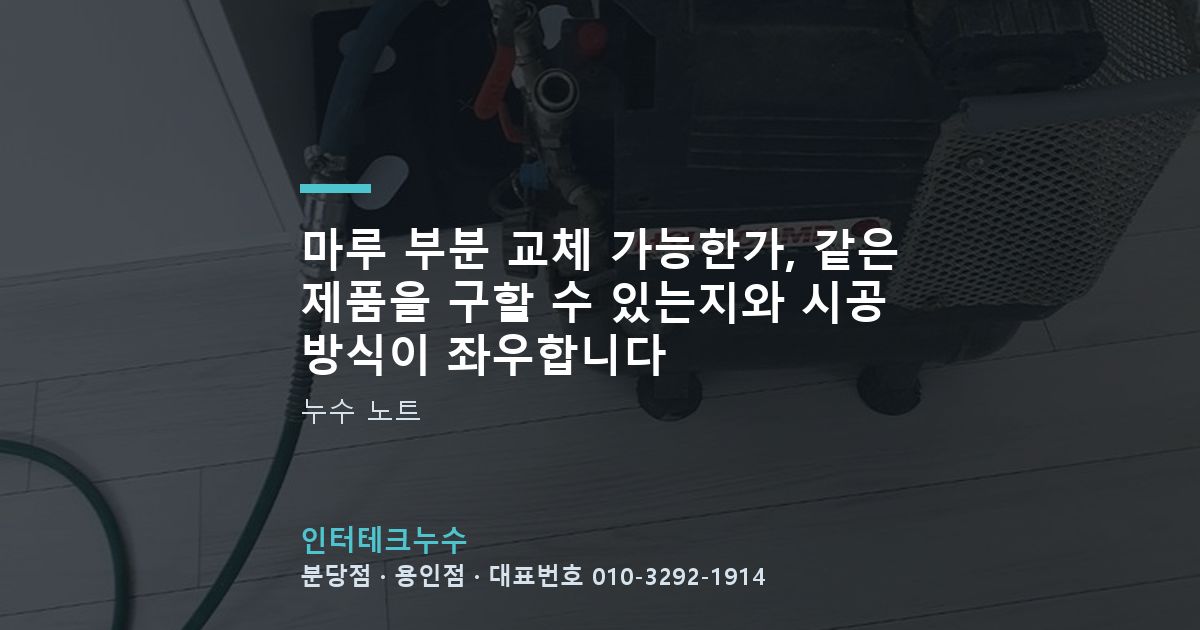 마루 부분 교체 가능한가, 같은
제품을 구할 수 있는지와 시공
방식이 좌우합니다
누수 노트
인터테크누수
분당점 · 용인점 · 대표번호 010-3292-1914